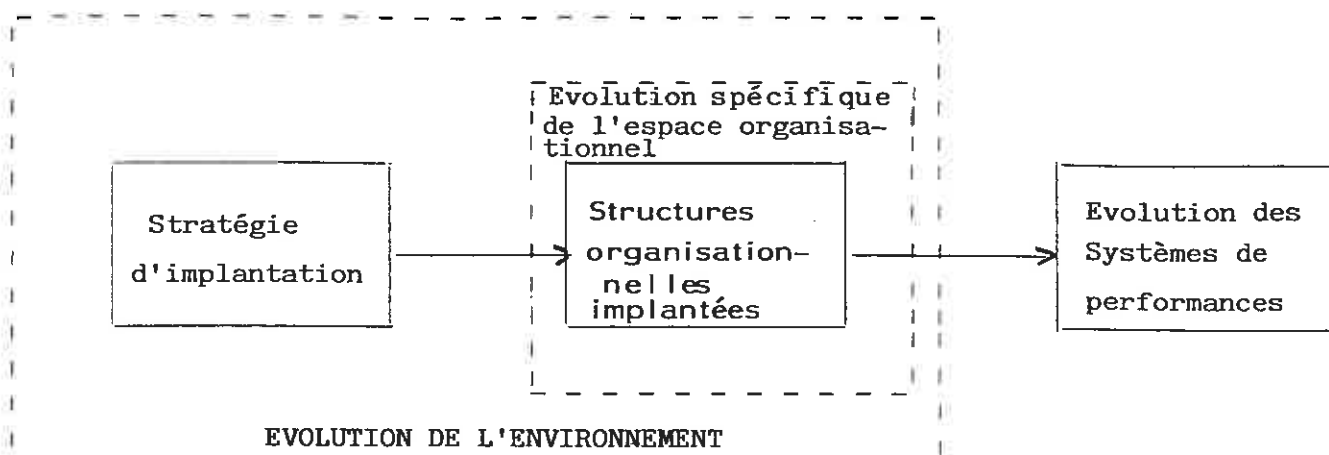 Evolution spécifique
de l'espace organisa-
tionnel
Stratégie
d'implantation
Structures
organisation-
nelles
implantées
Evolution des
Systèmes de
performances
EVOLUTION DE L'ENVIRONNEMENT